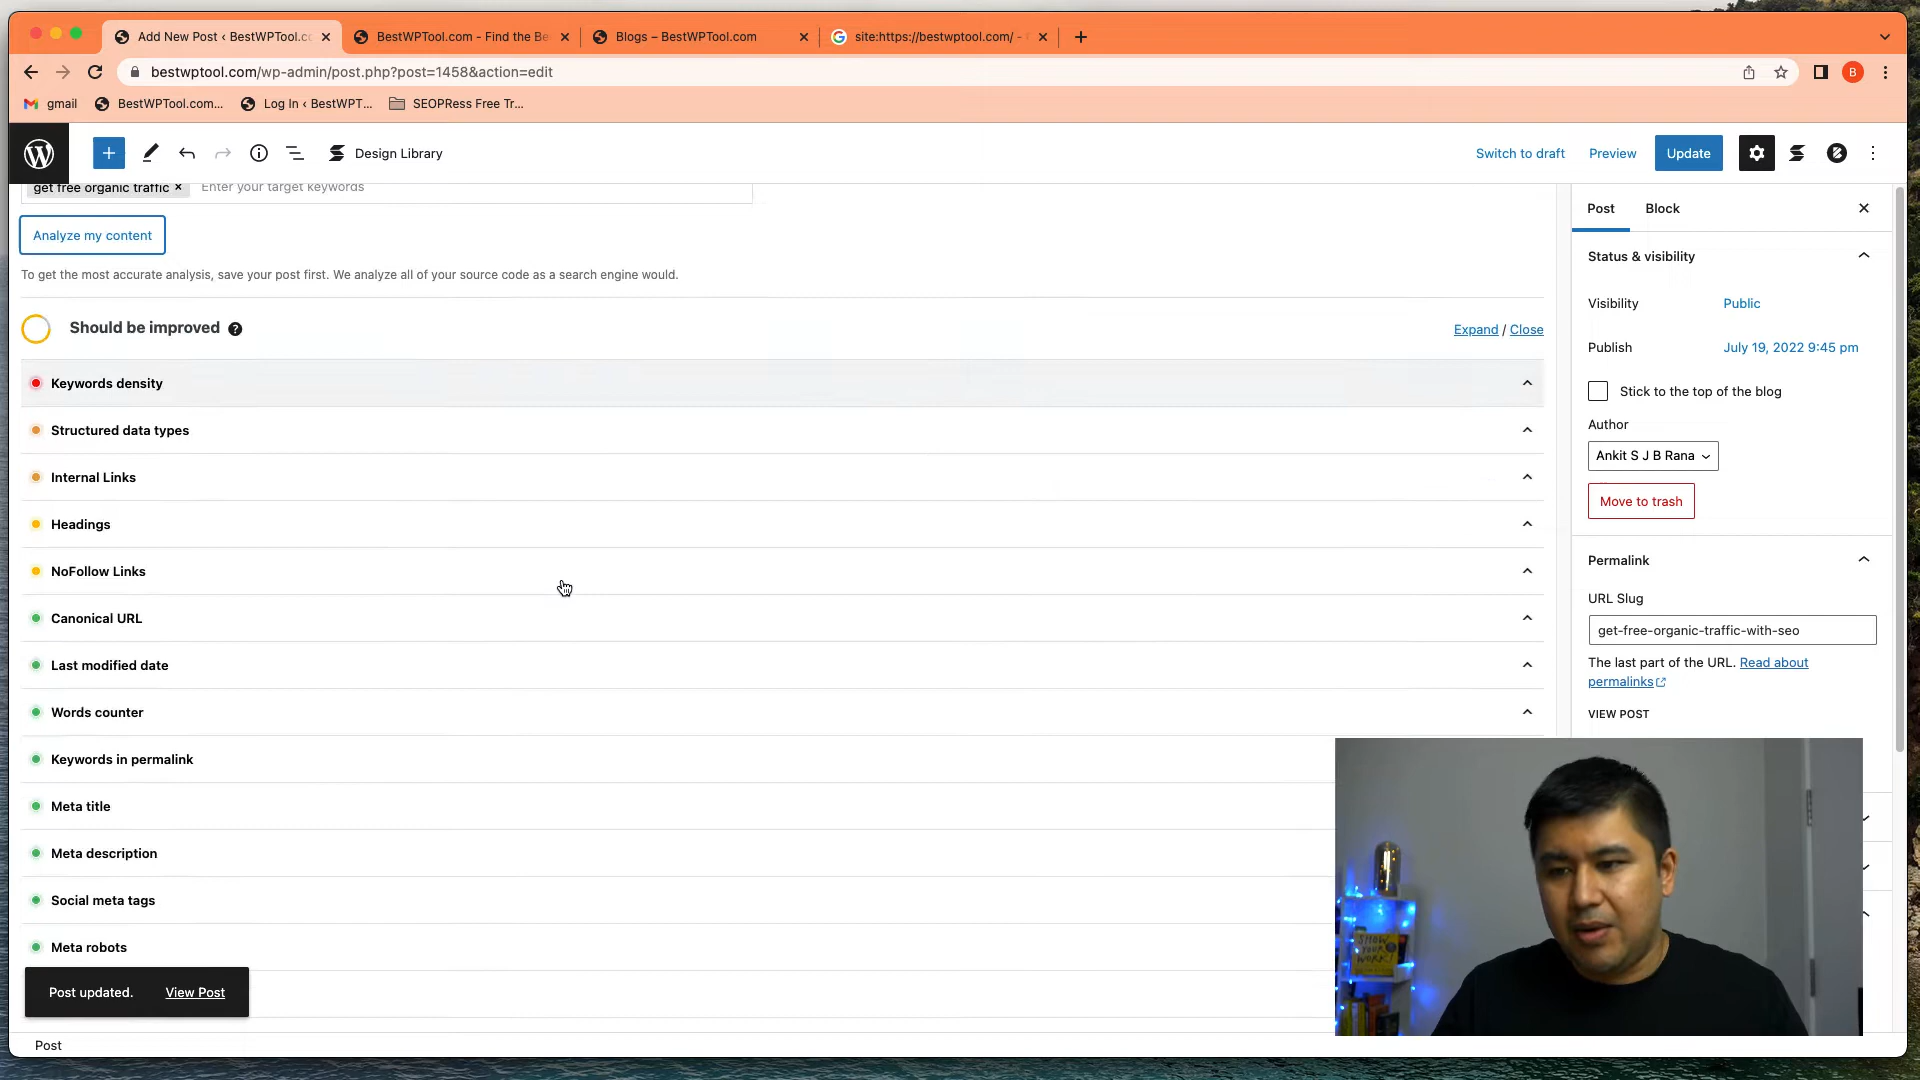 Add New Post ‹ BestWPTool.co
BestWPTool.com - Find the Be
Blogs – BestWPTool.com
site:https://bestwptool.com/ -
bestwptool.com/wp-admin/post.php?post=1458&action=edit
B
gmail
BestWPTool.com...
Log In ‹ BestWPT...
SEOPress Free Tr...
Design Library
Switch to draft
Preview
Update
get free organic traffic ×
Enter your target keywords
Analyze my content
To get the most accurate analysis, save your post first. We analyze all of your source code as a search engine would.
Should be improved ?
Expand / Close
Keywords density
Structured data types
Internal Links
Headings
NoFollow Links
Canonical URL
Last modified date
Words counter
Keywords in permalink
Meta title
Meta description
Social meta tags
Meta robots
Post updated. View Post
Post
Post
Block
Status & visibility
Visibility
Public
Publish
July 19, 2022 9:45 pm
Stick to the top of the blog
Author
Ankit S J B Rana
Move to trash
Permalink
URL Slug
get-free-organic-traffic-with-seo
The last part of the URL. Read about
permalinks
VIEW POST
SHOW
YOUR
WORK!